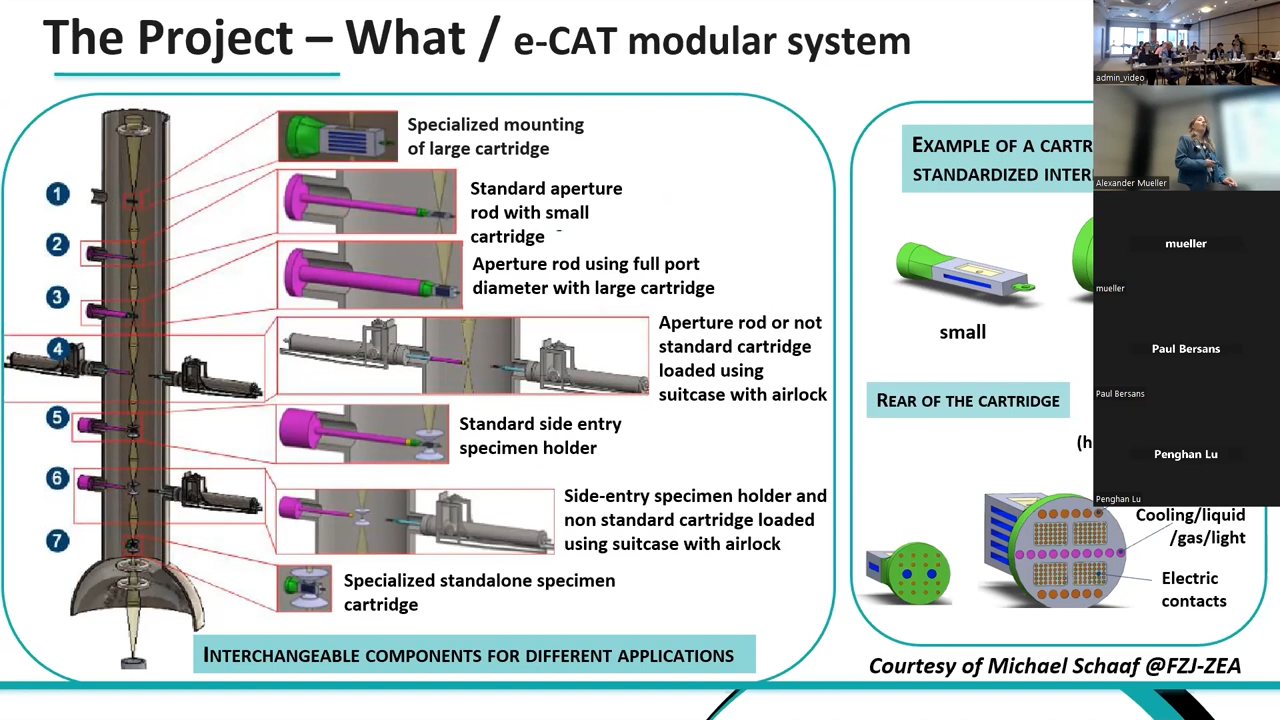 The Project – What / e-CAT modular system
1
2
3
4
5
6
7
Specialized mounting
of large cartridge
Standard aperture
rod with small
cartridge
Aperture rod using full port
diameter with large cartridge
Aperture rod or not
standard cartridge
loaded using
suitcase with airlock
Standard side entry
specimen holder
Side-entry specimen holder and
non standard cartridge loaded
using suitcase with airlock
Specialized standalone specimen
cartridge
INTERCHANGEABLE COMPONENTS FOR DIFFERENT APPLICATIONS
EXAMPLE OF A CARTR
STANDARDIZED INTER
small
REAR OF THE CARTRIDGE
(h
Cooling/liquid
/gas/light
Electric
contacts
Courtesy of Michael Schaaf @FZJ-ZEA
admin_video
Alexander Mueller
mueller
mueller
Paul Bersans
Paul Bersans
Penghan Lu
Penghan Lu